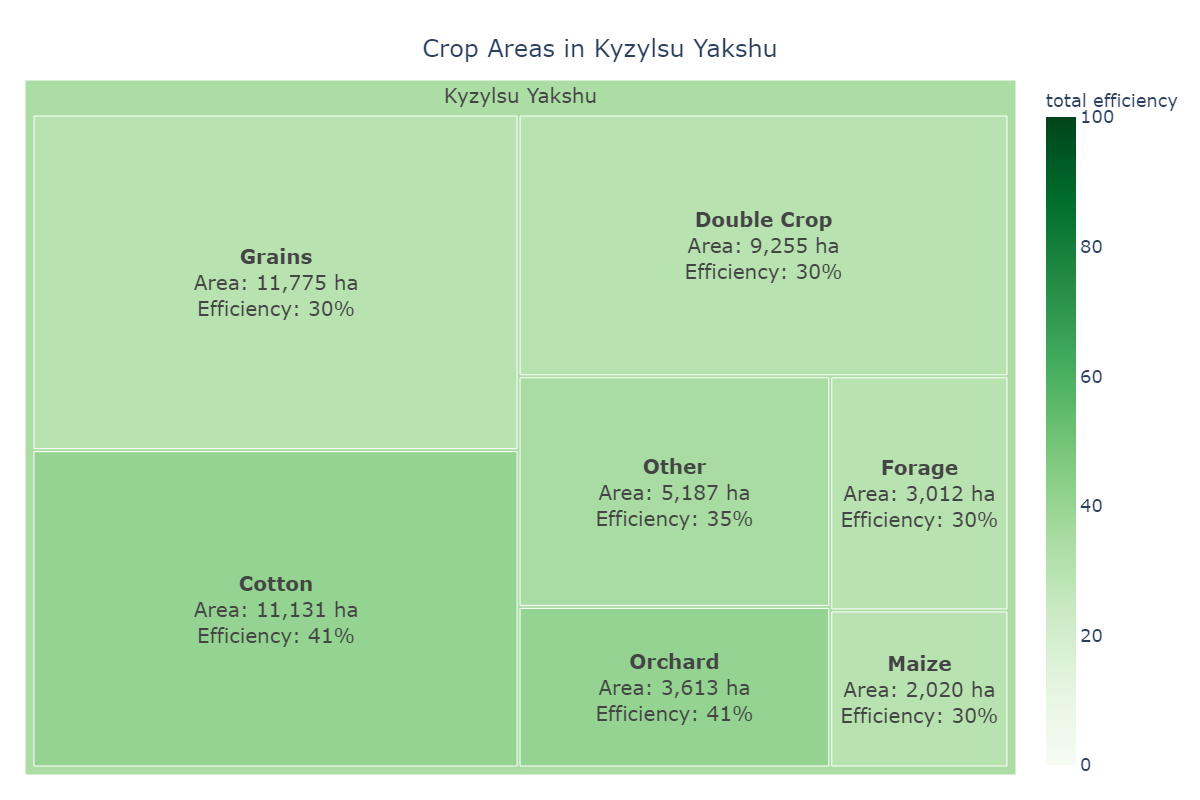 Crop Areas in Kyzylsu Yakshu
Kyzylsu Yakshu
Grains
Area: 11,775 ha
Efficiency: 30%
Double Crop
Area: 9,255 ha
Efficiency: 30%
Cotton
Area: 11,131 ha
Efficiency: 41%
Other
Area: 5,187 ha
Efficiency: 35%
Forage
Area: 3,012 ha
Efficiency: 30%
Orchard
Area: 3,613 ha
Efficiency: 41%
Maize
Area: 2,020 ha
Efficiency: 30%
total efficiency
100
80
60
40
20
0